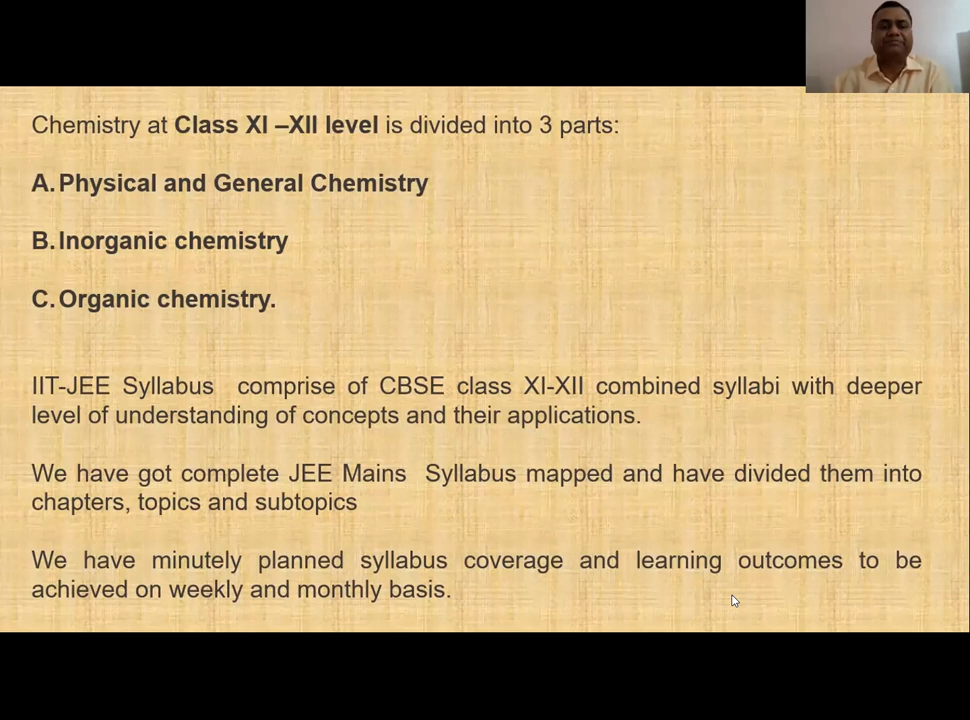 Chemistry at Class XI –XII level is divided into 3 parts:
A. Physical and General Chemistry
B. Inorganic chemistry
C. Organic chemistry.
IIT-JEE Syllabus comprise of CBSE class XI-XII combined syllabi with deeper
level of understanding of concepts and their applications.
We have got complete JEE Mains Syllabus mapped and have divided them into
chapters, topics and subtopics
We have minutely planned syllabus coverage and learning outcomes to be
achieved on weekly and monthly basis.